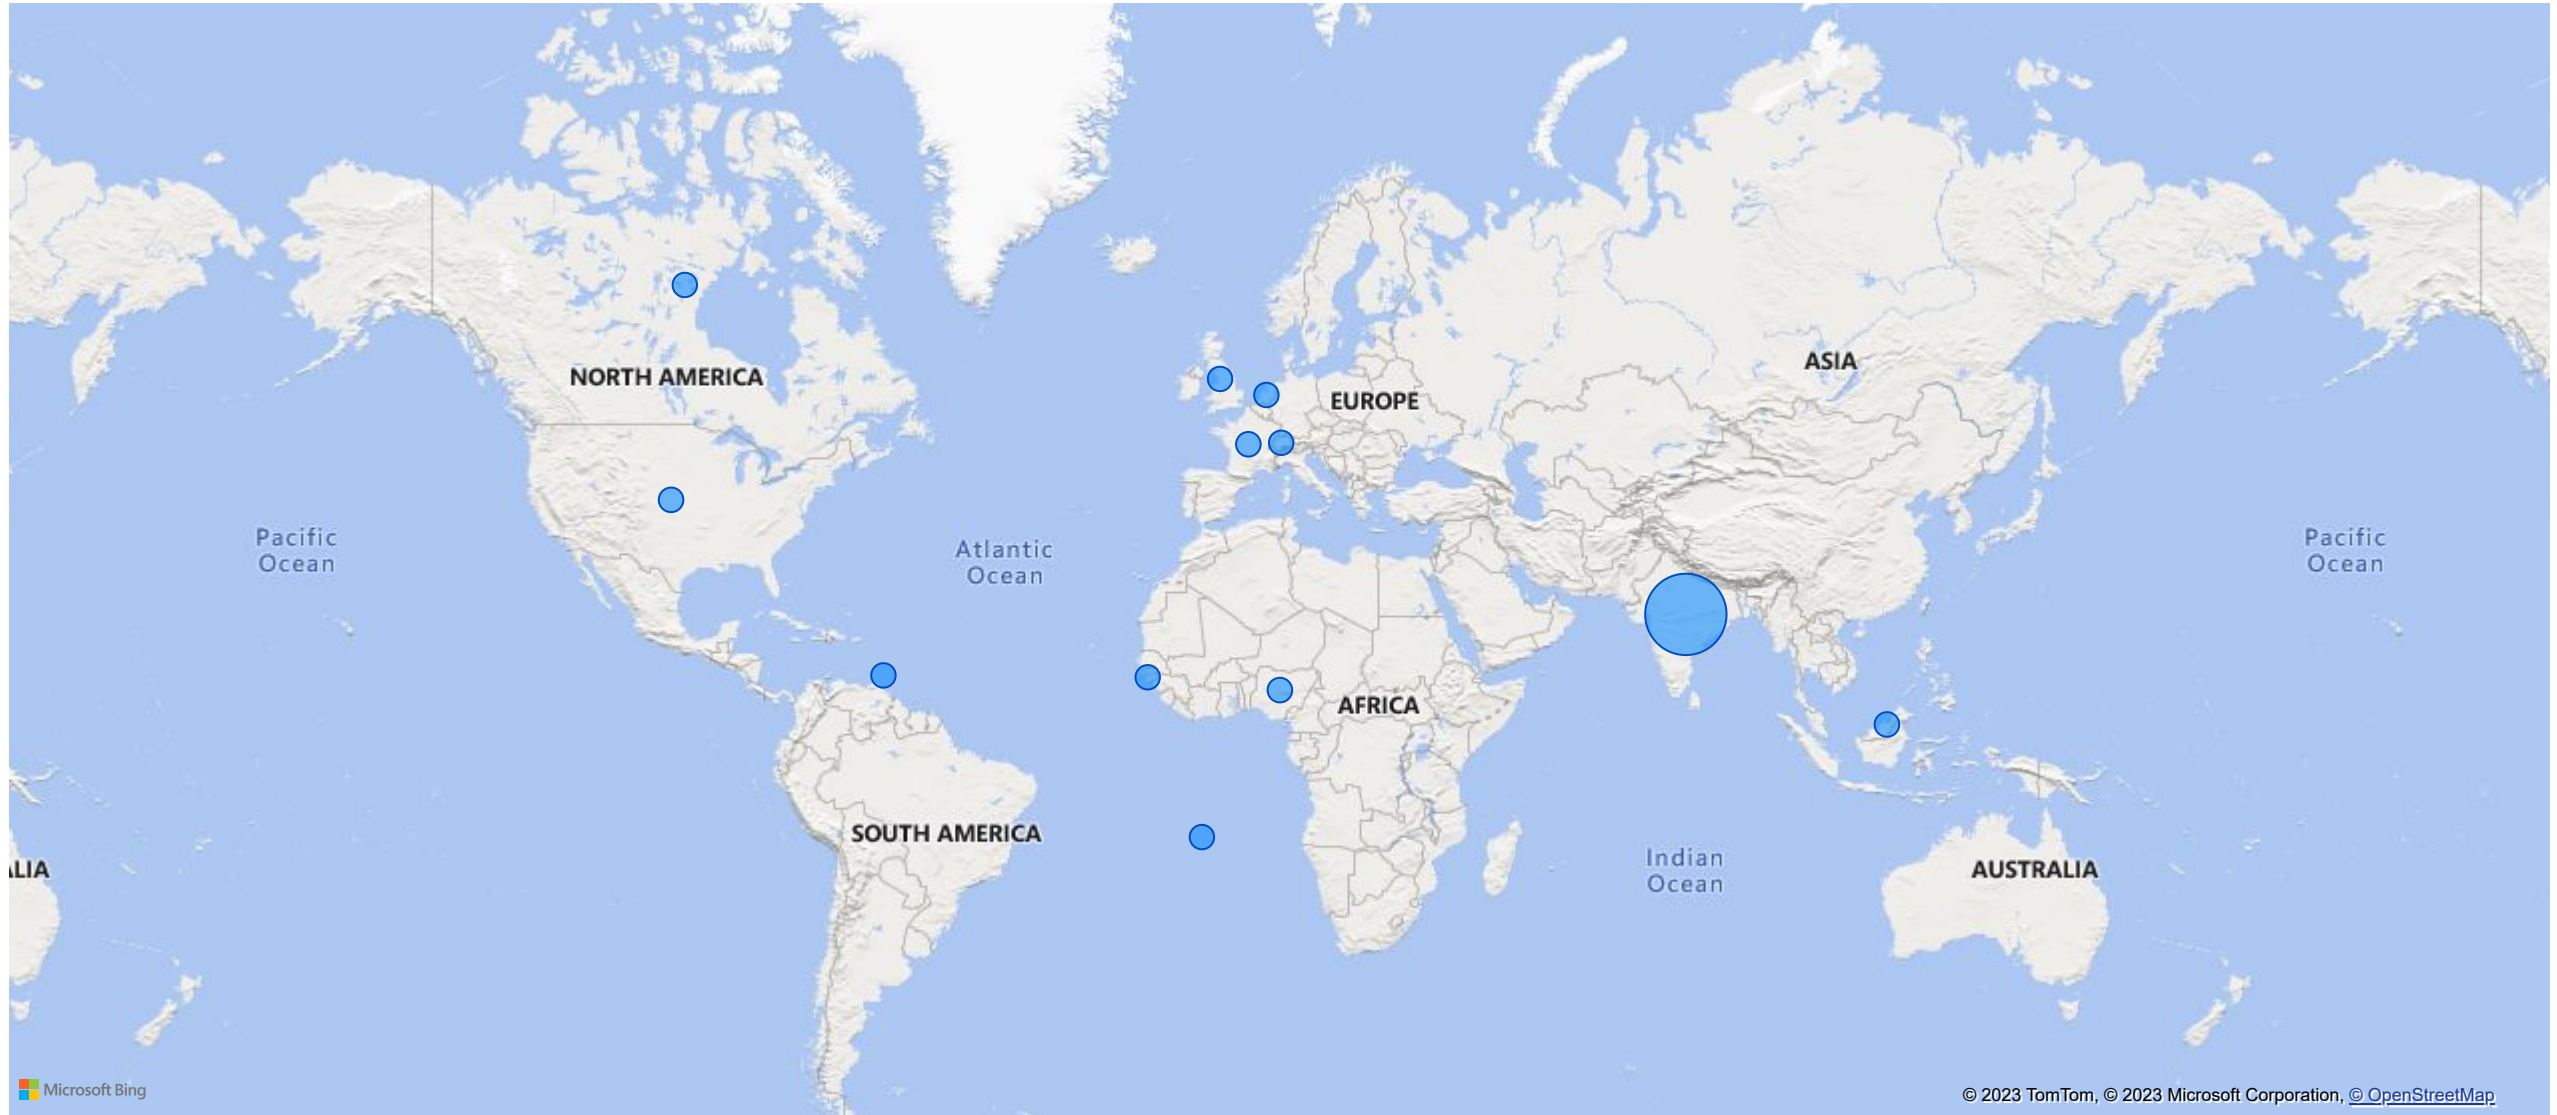 ASIA
NORTH AMERICA
EUROPE
Pacific
Ocean
Atlantic
Ocean
Pacific
Ocean
AFRICA
SOUTH AMERICA
Indian
Ocean
ALIA
AUSTRALIA
Microsoft Bing
© 2023 TomTom, © 2023 Microsoft Corporation, © OpenStreetMap